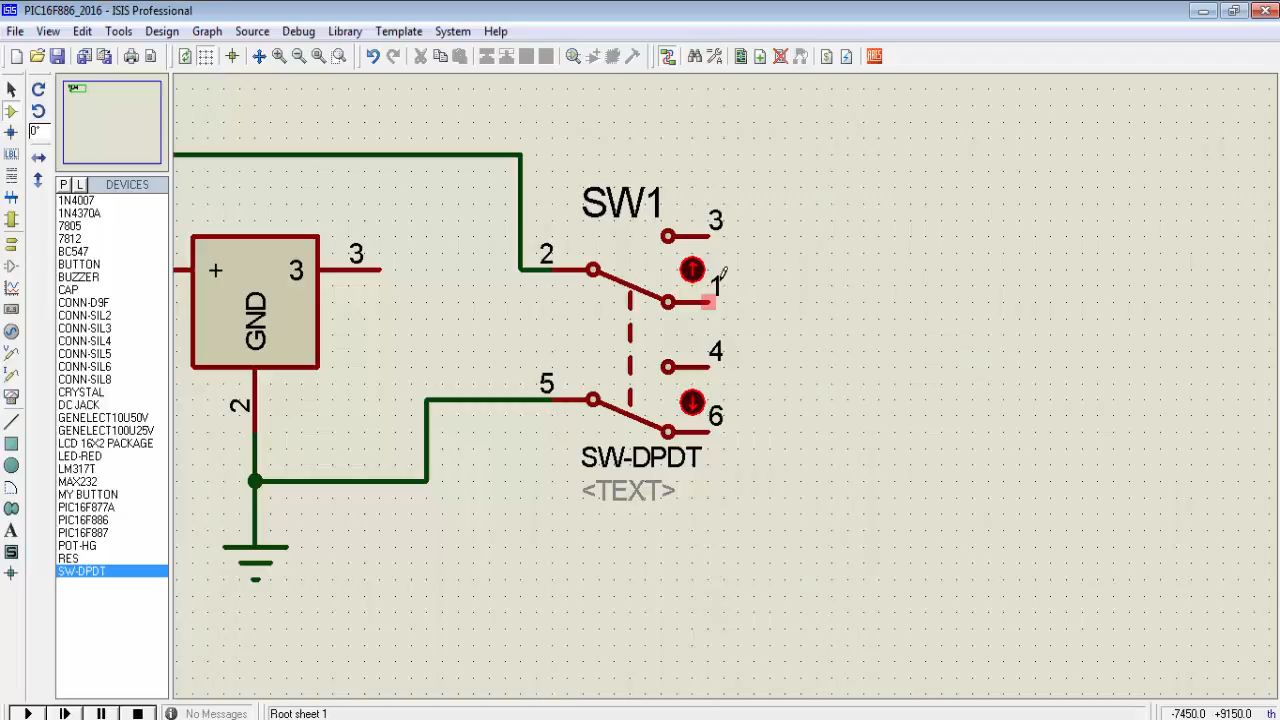 PIC16F886_2016 - ISIS Professional
File View Edit Tools Design Graph Source Debug Library Template System Help
0°
P L DEVICES
1N4007
1N4370A
7805
7812
BC547
BUTTON
BUZZER
CAP
CONN-D9F
CONN-SIL2
CONN-SIL3
CONN-SIL4
CONN-SIL5
CONN-SIL6
CONN-SIL8
CRYSTAL
DCJACK
GENELECT10U50V
GENELECT100U25V
LCD 16X2 PACKAGE
LED-RED
LM317T
MAX232
MY BUTTON
PIC16F877A
PIC16F886
PIC16F887
POT-HG
RES
SW-DPDT
SW1
3
2
1
+ 3 3
GND
2
4
5
6
SW-DPDT
<TEXT>
No Messages Root sheet 1 -7450.0 +9150.0 th